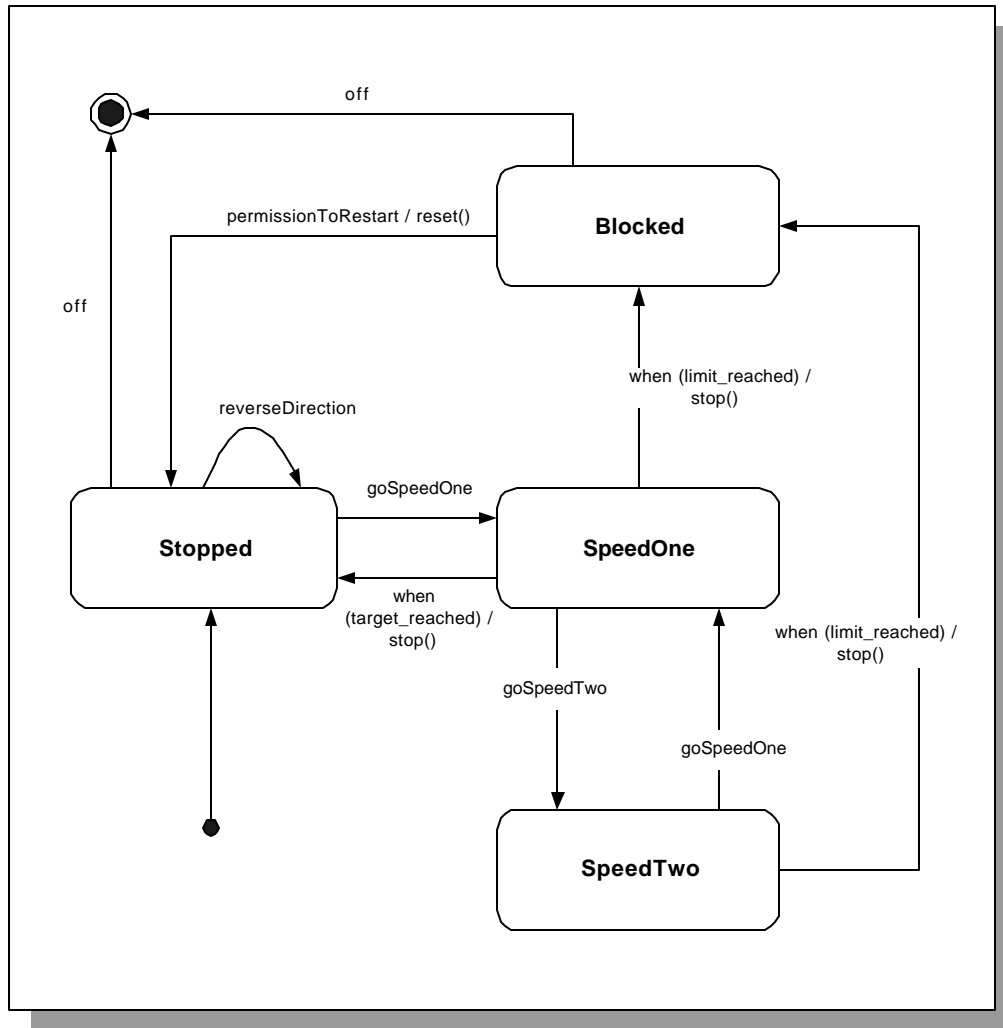 off
permissionToRestart / reset()
Blocked
off
when (limit_reached) /
stop()
reverseDirection
goSpeedOne
Stopped
SpeedOne
when
(target_reached) /
stop()
when (limit_reached) /
stop()
goSpeedTwo
goSpeedOne
SpeedTwo